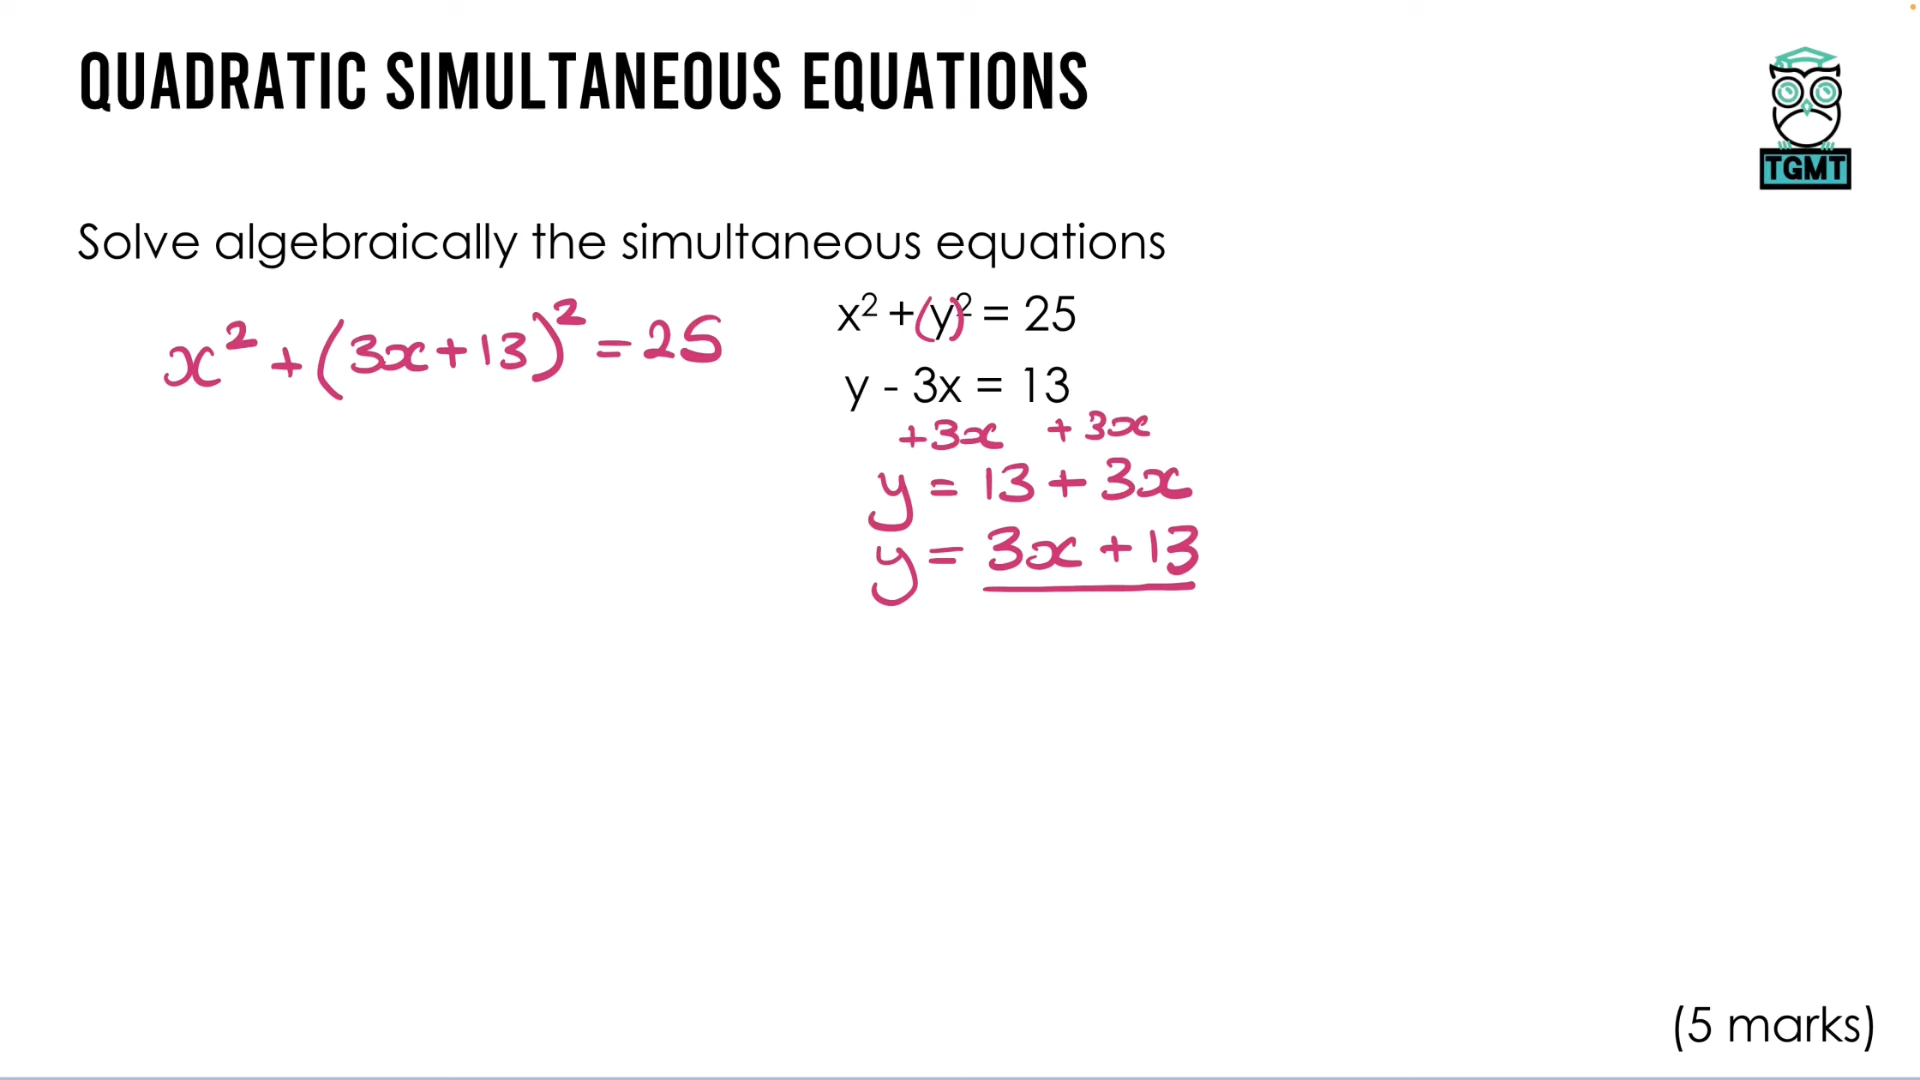 QUADRATIC SIMULTANEOUS EQUATIONS
TGMT
Solve algebraically the simultaneous equations
x² + (y)² = 25
x² + (3x + 13)² = 25
y - 3x = 13
+3x +3x
y = 13 + 3x
y = 3x + 13
(5 marks)